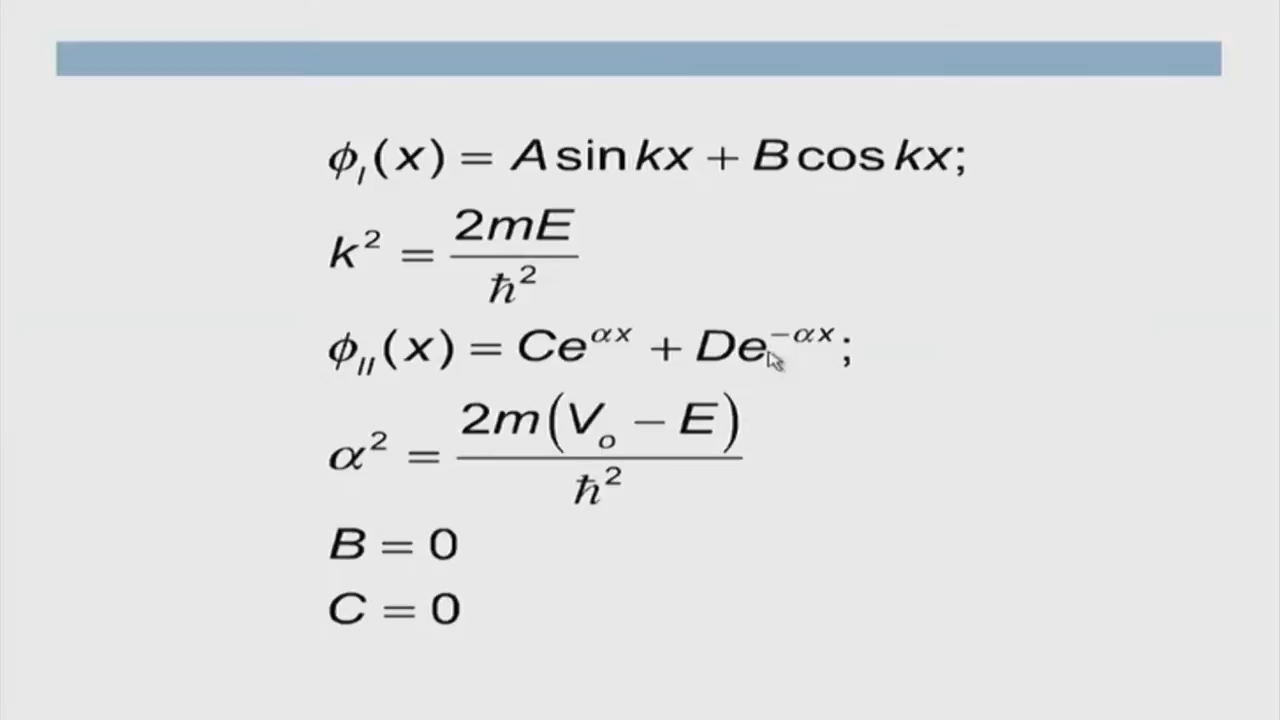 ϕ_I(x) = A sin kx + B cos kx;
k² = 2mE / ħ²
ϕ_II(x) = Ce^{αx} + De^{−αx};
α² = 2m(V_o − E) / ħ²
B = 0
C = 0